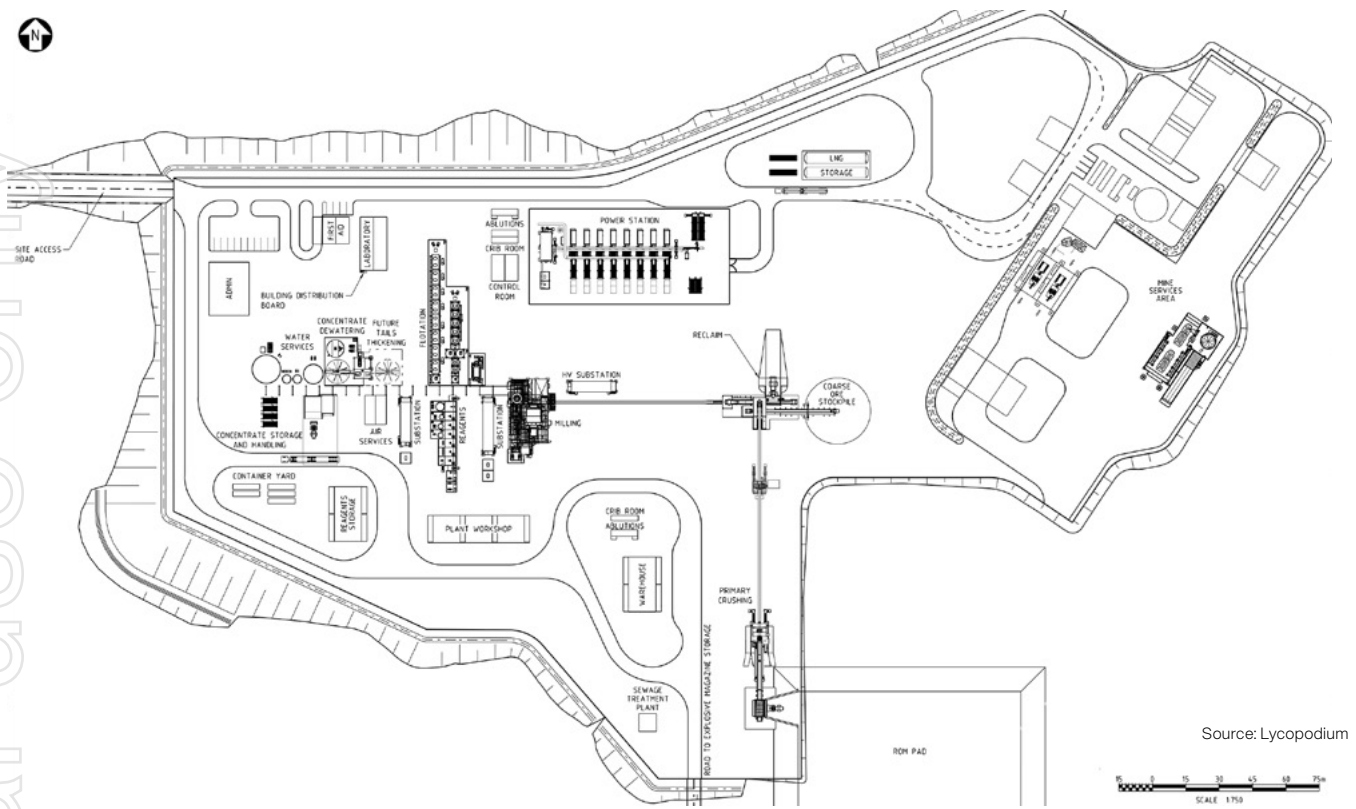 N
LNG
STORAGE
SITE ACCESS
ROAD
FIRST
AID
LABORATORY
ABLUTIONS
CRIB ROOM
CONTROL
ROOM
POWER STATION
ADMIN
BUILDING DISTRIBUTION
BOARD
MINE
SERVICES
AREA
CONCENTRATE
DEWATERING
FUTURE
TAILS
THICKENING
WATER
SERVICES
FLOTATION
RECLAIM
HV SUBSTATION
COARSE
ORE
STOCKPILE
CONCENTRATE STORAGE
AND HANDLING
AIR
SERVICES
SUBSTATION
REAGENTS
SUBSTATION
MILLING
CONTAINER YARD
REAGENTS
STORAGE
PLANT WORKSHOP
CRIB ROOM
ABLUTIONS
WAREHOUSE
PRIMARY
CRUSHING
SEWAGE
TREATMENT
PLANT
ROAD TO EXPLOSIVE MAGAZINE STORAGE
ROM PAD
Source: Lycopodium
15 0 15 30 45 60 75m
SCALE 1:750